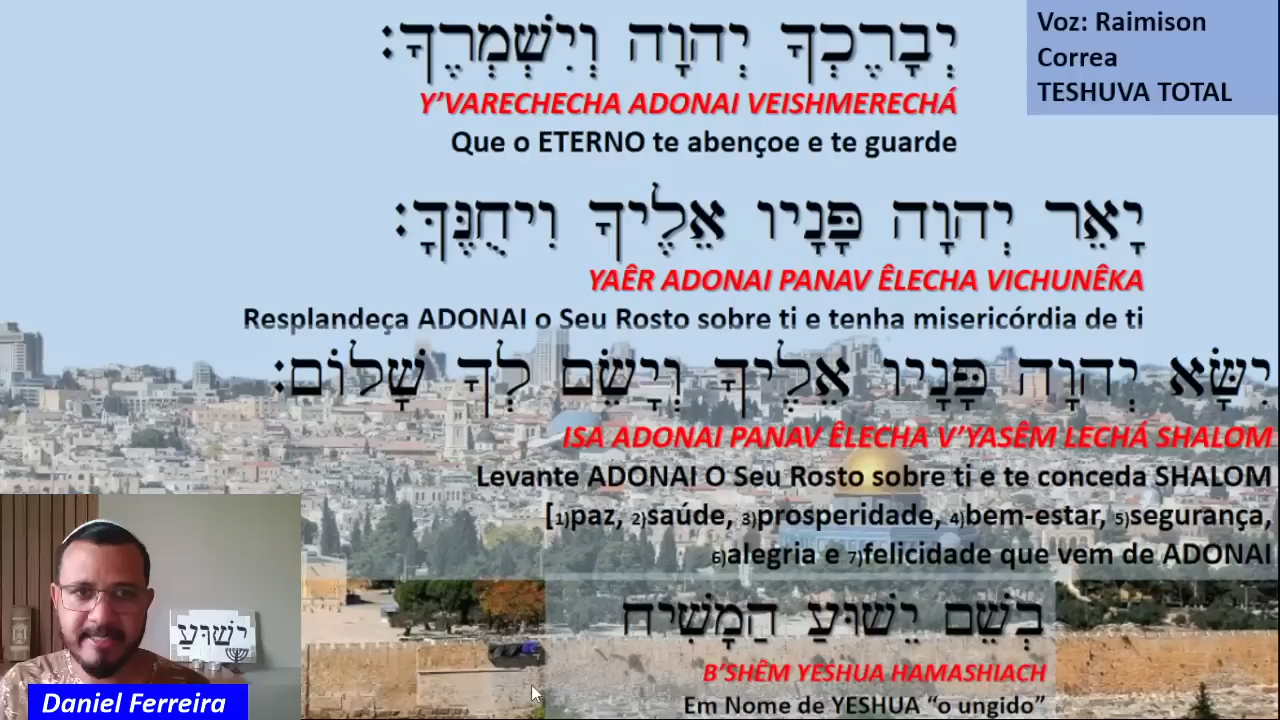 יְבָרֶכְךָ יְהוָה וְיִשְׁמְרֶךָ׃
Y’VARECHECHA ADONAI VEISHMERECHÁ
Que o ETERNO te abençoe e te guarde
יָאֵר יְהוָה פָּנָיו אֵלֶיךָ וִיחֻנֶּךָּ׃
YAÊR ADONAI PANAV ÊLECHA VICHUNÊKA
Resplandeça ADONAI o Seu Rosto sobre ti e tenha misericórdia de ti
יִשָּׂא יְהוָה פָּנָיו אֵלֶיךָ וְיָשֵׂם לְךָ שָׁלוֹם׃
ISA ADONAI PANAV ÊLECHA V’YASÊM LECHÁ SHALOM
Levante ADONAI O Seu Rosto sobre ti e te conceda SHALOM
[1)paz, 2)saúde, 3)prosperidade, 4)bem-estar, 5)segurança,
6)alegria e 7)felicidade que vem de ADONAI
בְּשֵׁם יֵשׁוּעַ הַמָּשִׁיחַ
B’SHÊM YESHUA HAMASHIACH
Em Nome de YESHUA “o ungido”
Voz: Raimison
Correa
TESHUVA TOTAL
יֵשׁוּעַ
Daniel Ferreira